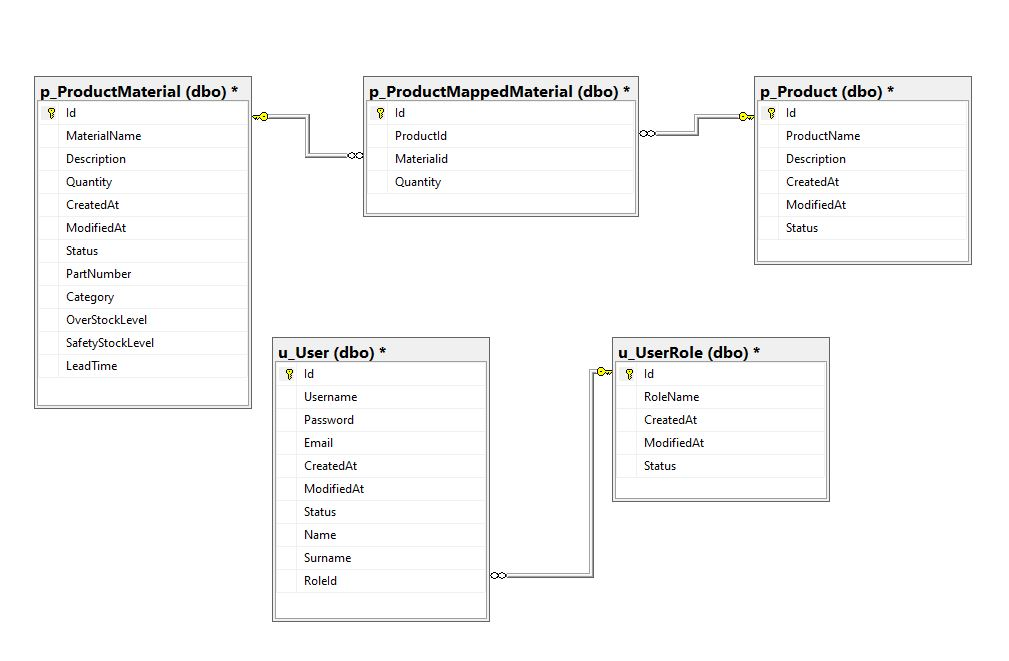 p_ProductMaterial (dbo) *
Id
MaterialName
Description
Quantity
CreatedAt
ModifiedAt
Status
PartNumber
Category
OverStockLevel
SafetyStockLevel
LeadTime
p_ProductMappedMaterial (dbo) *
Id
ProductId
Materialid
Quantity
p_Product (dbo) *
Id
ProductName
Description
CreatedAt
ModifiedAt
Status
u_User (dbo) *
Id
Username
Password
Email
CreatedAt
ModifiedAt
Status
Name
Surname
RoleId
u_UserRole (dbo) *
Id
RoleName
CreatedAt
ModifiedAt
Status